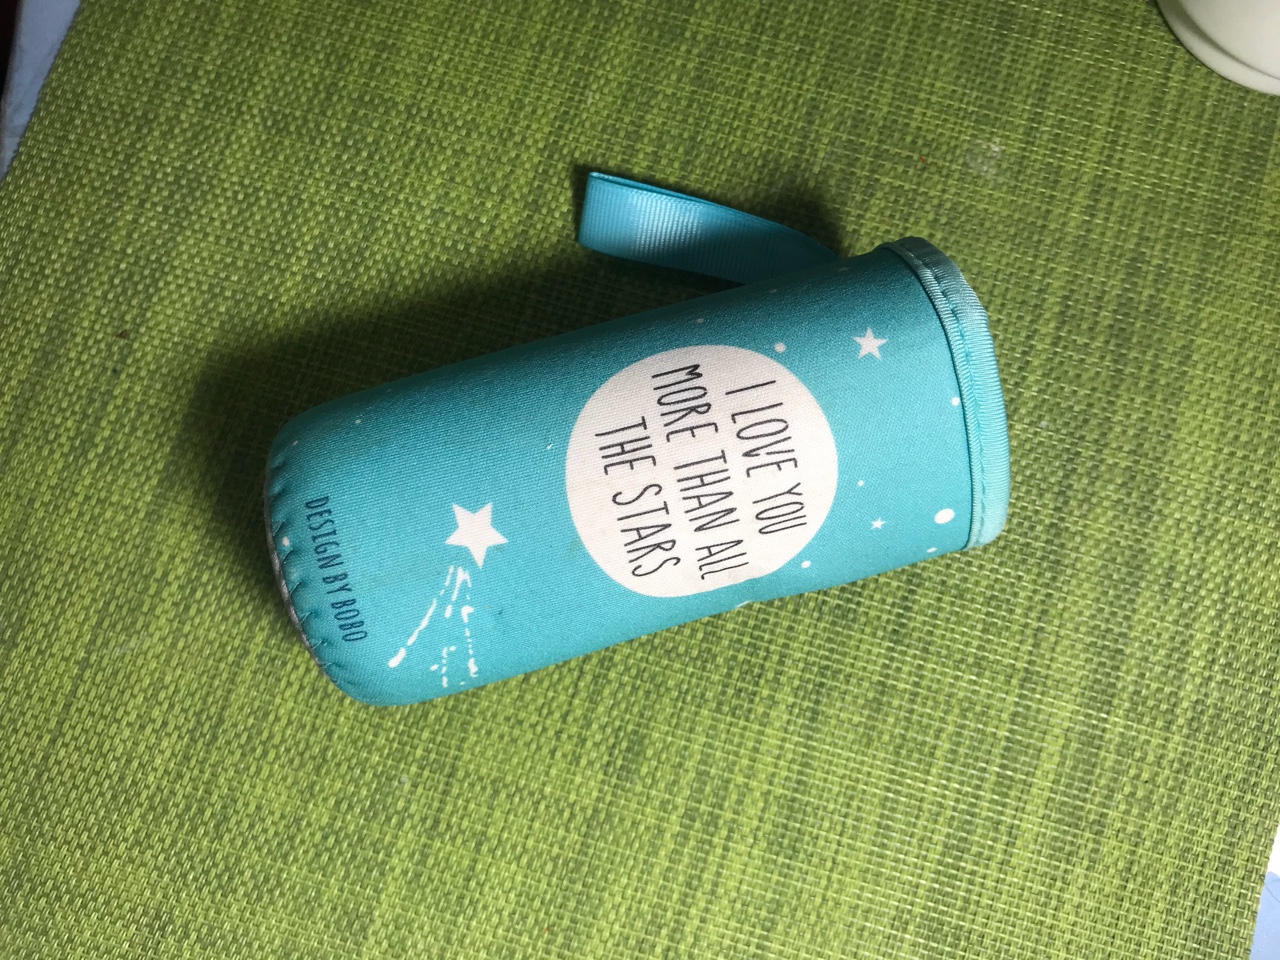 I LOVE YOU
MORE THAN ALL
THE STARS
DESIGN BY BOBO